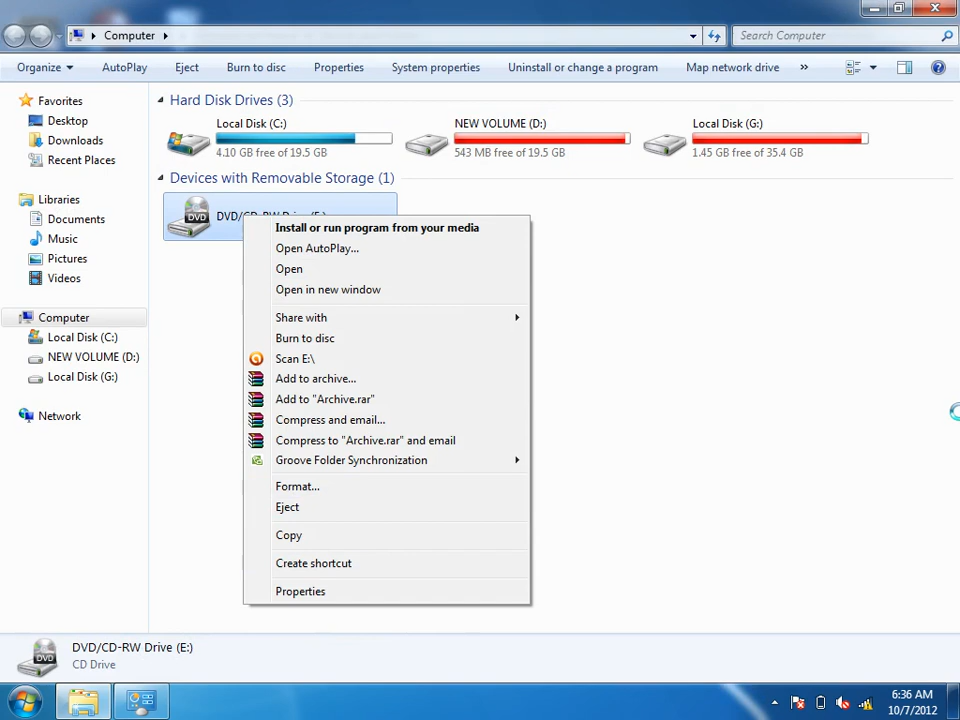 Computer
Search Computer
Organize
AutoPlay
Eject
Burn to disc
Properties
System properties
Uninstall or change a program
Map network drive
»
Favorites
Desktop
Downloads
Recent Places
Libraries
Documents
Music
Pictures
Videos
Computer
Local Disk (C:)
NEW VOLUME (D:)
Local Disk (G:)
Network
Hard Disk Drives (3)
Local Disk (C:)
4.10 GB free of 19.5 GB
NEW VOLUME (D:)
543 MB free of 19.5 GB
Local Disk (G:)
1.45 GB free of 35.4 GB
Devices with Removable Storage (1)
DVD
DVD/CD-RW Drive (E:)
Install or run program from your media
Open AutoPlay...
Open
Open in new window
Share with
Burn to disc
Scan E:\
Add to archive...
Add to "Archive.rar"
Compress and email...
Compress to "Archive.rar" and email
Groove Folder Synchronization
Format...
Eject
Copy
Create shortcut
Properties
DVD
DVD/CD-RW Drive (E:)
CD Drive
6:36 AM
10/7/2012